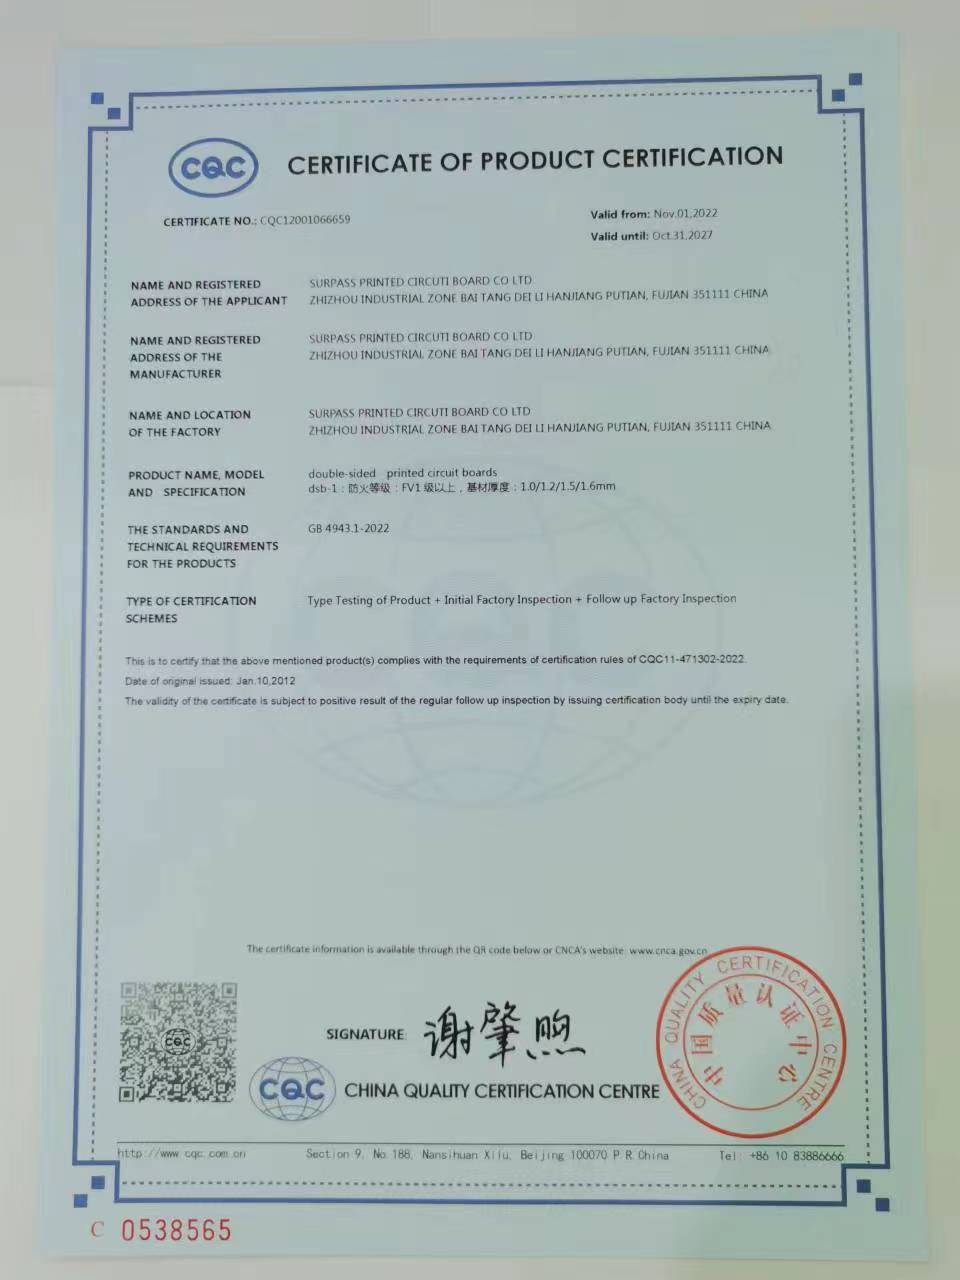 CQC
CERTIFICATE OF PRODUCT CERTIFICATION
CERTIFICATE NO.: CQC12001066659
Valid from: Nov.01,2022
Valid until: Oct.31,2027
NAME AND REGISTERED
ADDRESS OF THE APPLICANT
SURPASS PRINTED CIRCUTI BOARD CO LTD
ZHIZHOU INDUSTRIAL ZONE BAI TANG DEI LI HANJIANG PUTIAN, FUJIAN 351111 CHINA
NAME AND REGISTERED
ADDRESS OF THE
MANUFACTURER
SURPASS PRINTED CIRCUTI BOARD CO LTD
ZHIZHOU INDUSTRIAL ZONE BAI TANG DEI LI HANJIANG PUTIAN, FUJIAN 351111 CHINA
NAME AND LOCATION
OF THE FACTORY
SURPASS PRINTED CIRCUTI BOARD CO LTD
ZHIZHOU INDUSTRIAL ZONE BAI TANG DEI LI HANJIANG PUTIAN, FUJIAN 351111 CHINA
PRODUCT NAME, MODEL
AND SPECIFICATION
double-sided printed circuit boards
dsb-1：防火等级：FV1 级以上，基材厚度：1.0/1.2/1.5/1.6mm
THE STANDARDS AND
TECHNICAL REQUIREMENTS
FOR THE PRODUCTS
GB 4943.1-2022
TYPE OF CERTIFICATION
SCHEMES
Type Testing of Product + Initial Factory Inspection + Follow up Factory Inspection
This is to certify that the above mentioned product(s) complies with the requirements of certification rules of CQC11-471302-2022.
Date of original issued: Jan.10,2012
The validity of the certificate is subject to positive result of the regular follow up inspection by issuing certification body until the expiry date.
The certificate information is available through the QR code below or CNCA's website: www.cnca.gov.cn
CQC
SIGNATURE 谢肇煦
CQC
CHINA QUALITY CERTIFICATION CENTRE
CHINA QUALITY CERTIFICATION CENTRE
中国质量认证中心
http://www.cqc.com.cn
Section 9, No.188, Nansihuan Xilu, Beijing 100070 P.R.China
Tel: +86 10 83886666
C 0538565